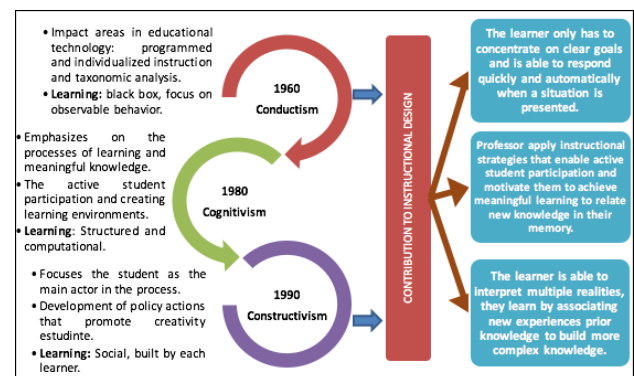 • Impact areas in educational
technology: programmed
and individualized instruction
and taxonomic analysis.
• Learning: black box, focus on
observable behavior.
• Emphasizes on the
processes of learning and
meaningful knowledge.
• The active student
participation and creating
learning environments.
• Learning: Structured and
computational.
• Focuses the student as the
main actor in the process.
• Development of policy actions
that promote creativity
estudinte.
• Learning: Social, built by each
learner.
1960
Conductism
1980
Cognitivism
1990
Constructivism
CONTRIBUTION TO INSTRUCTIONAL DESIGN
The learner only has to
concentrate on clear goals
and is able to respond
quickly and automatically
when a situation is
presented.
Professor apply instructional
strategies that enable active
student participation and
motivate them to achieve
meaningful learning to relate
new knowledge in their
memory.
The learner is able to
interpret multiple realities,
they learn by associating
new experiences prior
knowledge to build more
complex knowledge.